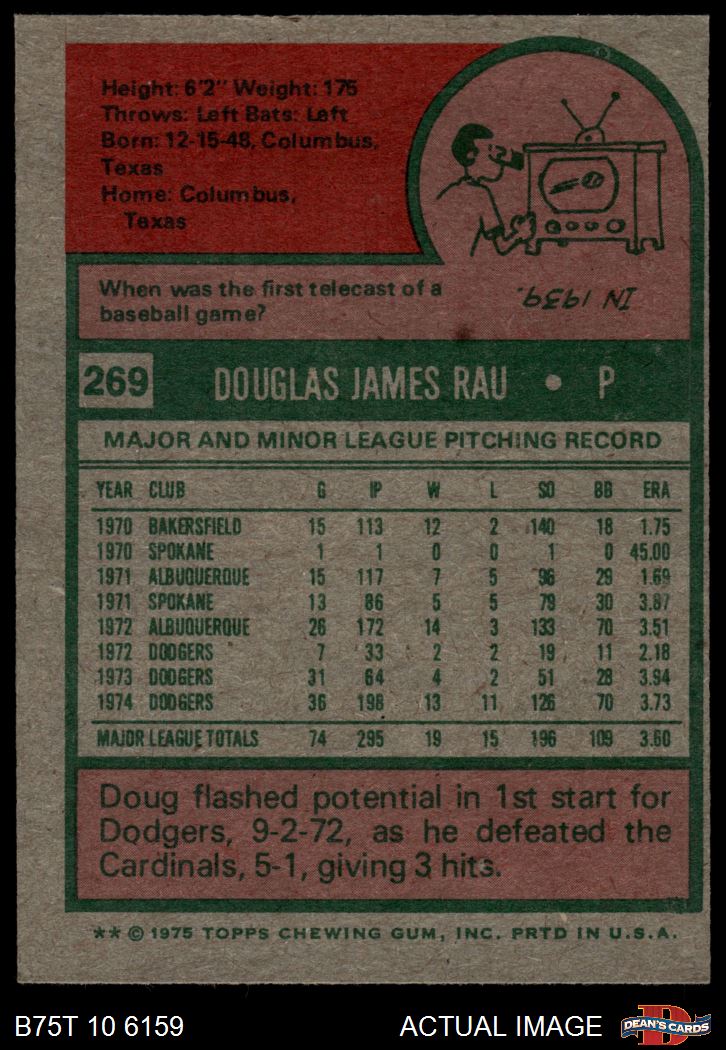 Height: 6'2" Weight: 175
Throws: Left Bats: Left
Born: 12-15-48, Columbus,
Texas
Home: Columbus,
Texas
When was the first telecast of a
baseball game?
IN 1939.
269 DOUGLAS JAMES RAU • P
MAJOR AND MINOR LEAGUE PITCHING RECORD
YEAR CLUB G IP W L SO BB ERA
1970 BAKERSFIELD 15 113 12 2 140 18 1.75
1970 SPOKANE 1 1 0 0 1 0 45.00
1971 ALBUQUERQUE 15 117 7 5 96 29 1.69
1971 SPOKANE 13 86 5 5 79 30 3.87
1972 ALBUQUERQUE 26 172 14 3 133 70 3.51
1972 DODGERS 7 33 2 2 19 11 2.18
1973 DODGERS 31 64 4 2 51 28 3.94
1974 DODGERS 36 198 13 11 126 70 3.73
MAJOR LEAGUE TOTALS 74 295 19 15 196 109 3.60
Doug flashed potential in 1st start for
Dodgers, 9-2-72, as he defeated the
Cardinals, 5-1, giving 3 hits.
** © 1975 TOPPS CHEWING GUM, INC. PRTD IN U.S.A.
B75T 10 6159 ACTUAL IMAGE DEAN'S CARDS